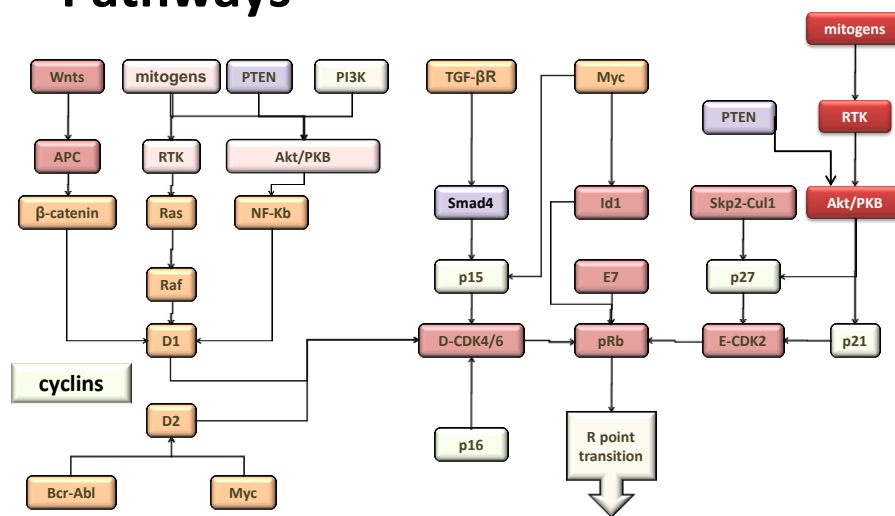 Pathways
mitogens
Wnts
mitogens
PTEN
PI3K
TGF-βR
Myc
PTEN
RTK
APC
RTK
Akt/PKB
β-catenin
Ras
NF-Kb
Smad4
Id1
Skp2-Cul1
Akt/PKB
Raf
p15
E7
p27
D1
D-CDK4/6
pRb
E-CDK2
p21
cyclins
D2
p16
R point
transition
Bcr-Abl
Myc